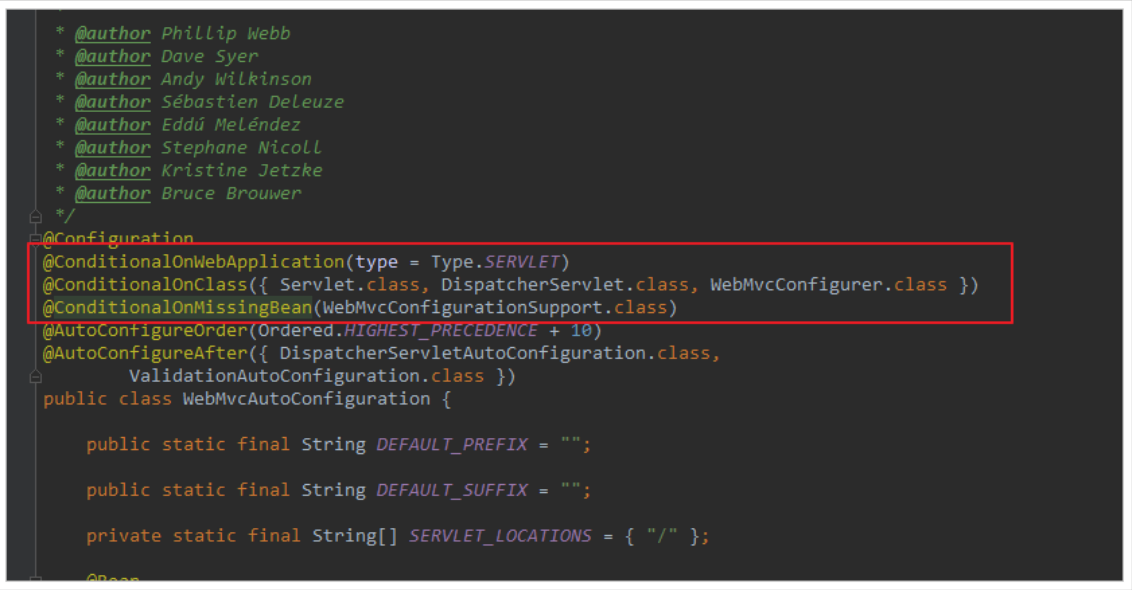 * @author Phillip Webb
* @author Dave Syer
* @author Andy Wilkinson
* @author Sébastien Deleuze
* @author Eddú Meléndez
* @author Stephane Nicoll
* @author Kristine Jetzke
* @author Bruce Brouwer
*/
@Configuration
@ConditionalOnWebApplication(type = Type.SERVLET)
@ConditionalOnClass({ Servlet.class, DispatcherServlet.class, WebMvcConfigurer.class })
@ConditionalOnMissingBean(WebMvcConfigurationSupport.class)
@AutoConfigureOrder(Ordered.HIGHEST_PRECEDENCE + 10)
@AutoConfigureAfter({ DispatcherServletAutoConfiguration.class,
ValidationAutoConfiguration.class })
public class WebMvcAutoConfiguration {
public static final String DEFAULT_PREFIX = "";
public static final String DEFAULT_SUFFIX = "";
private static final String[] SERVLET_LOCATIONS = { "/" };
@Bean